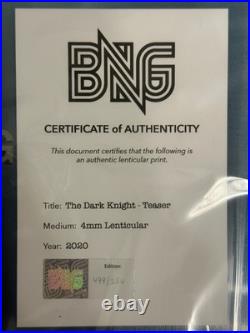 BNG
CERTIFICATE of AUTHENTICITY
This document certifies that the following is
an authentic lenticular print.
Title: The Dark Knight - Teaser
Medium: 4mm Lenticular
Year: 2020
Edition: